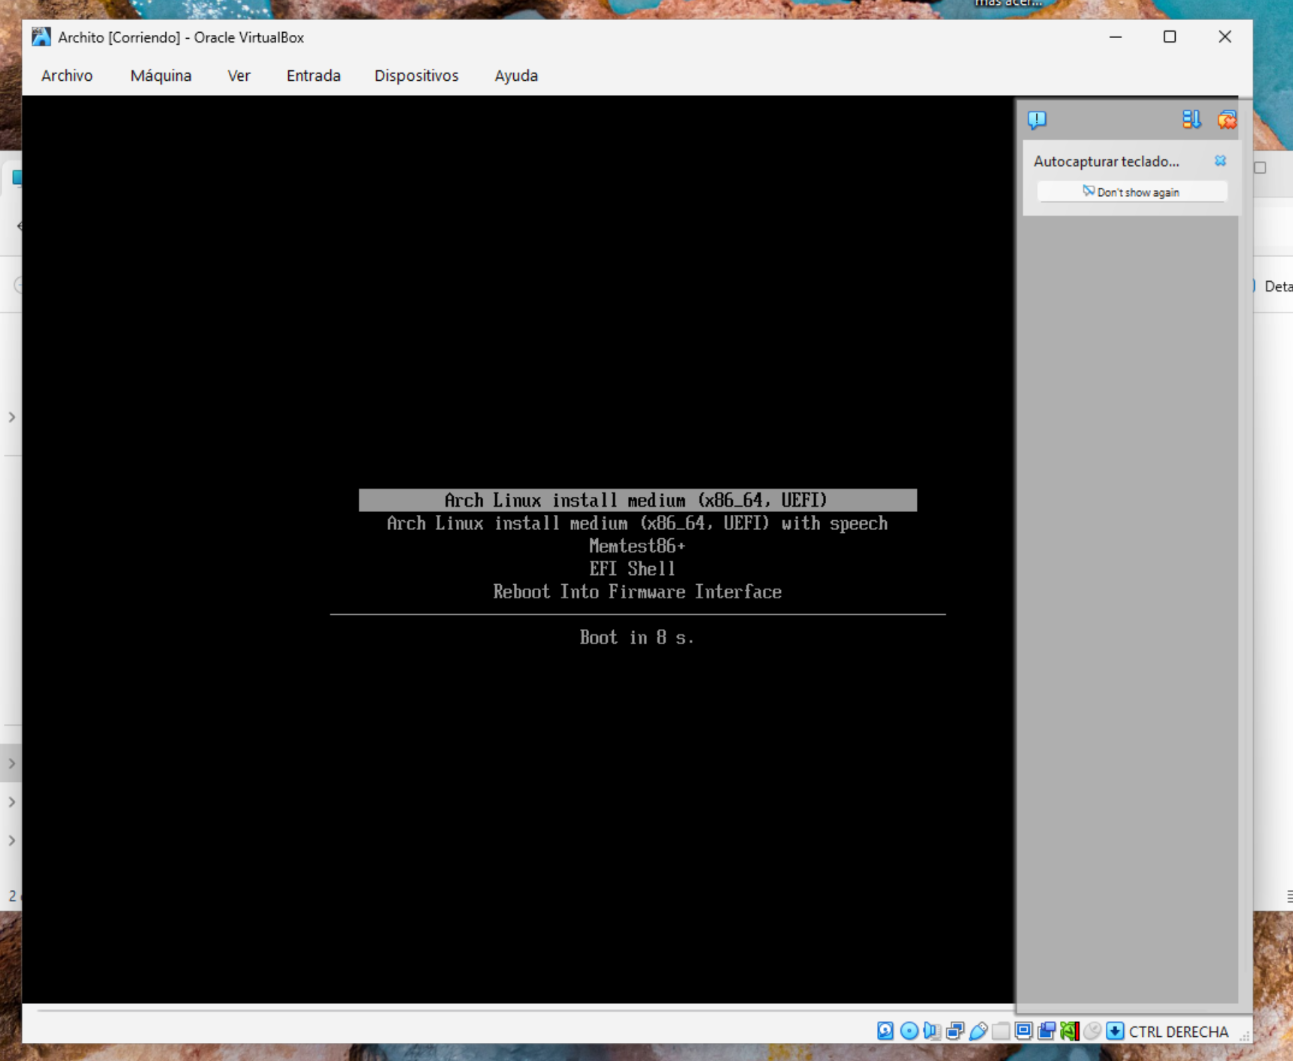 más acer...
Archito [Corriendo] - Oracle VirtualBox
Archivo Máquina Ver Entrada Dispositivos Ayuda
Autocapturar teclado...
Don't show again
Deta
Arch Linux install medium (x86_64, UEFI)
Arch Linux install medium (x86_64, UEFI) with speech
Memtest86+
EFI Shell
Reboot Into Firmware Interface
Boot in 8 s.
2
CTRL DERECHA